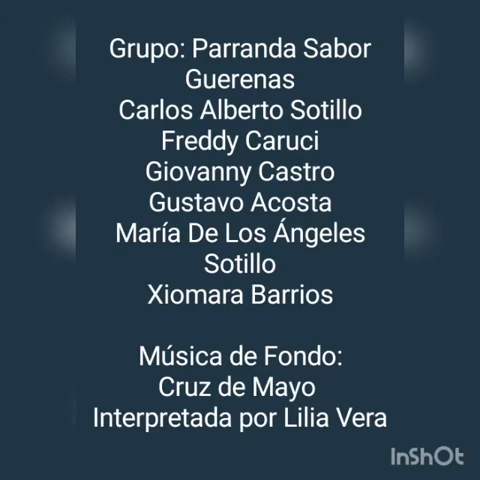 Grupo: Parranda Sabor
Guerenas
Carlos Alberto Sotillo
Freddy Caruci
Giovanny Castro
Gustavo Acosta
María De Los Ángeles
Sotillo
Xiomara Barrios
Música de Fondo:
Cruz de Mayo
Interpretada por Lilia Vera
InShOt